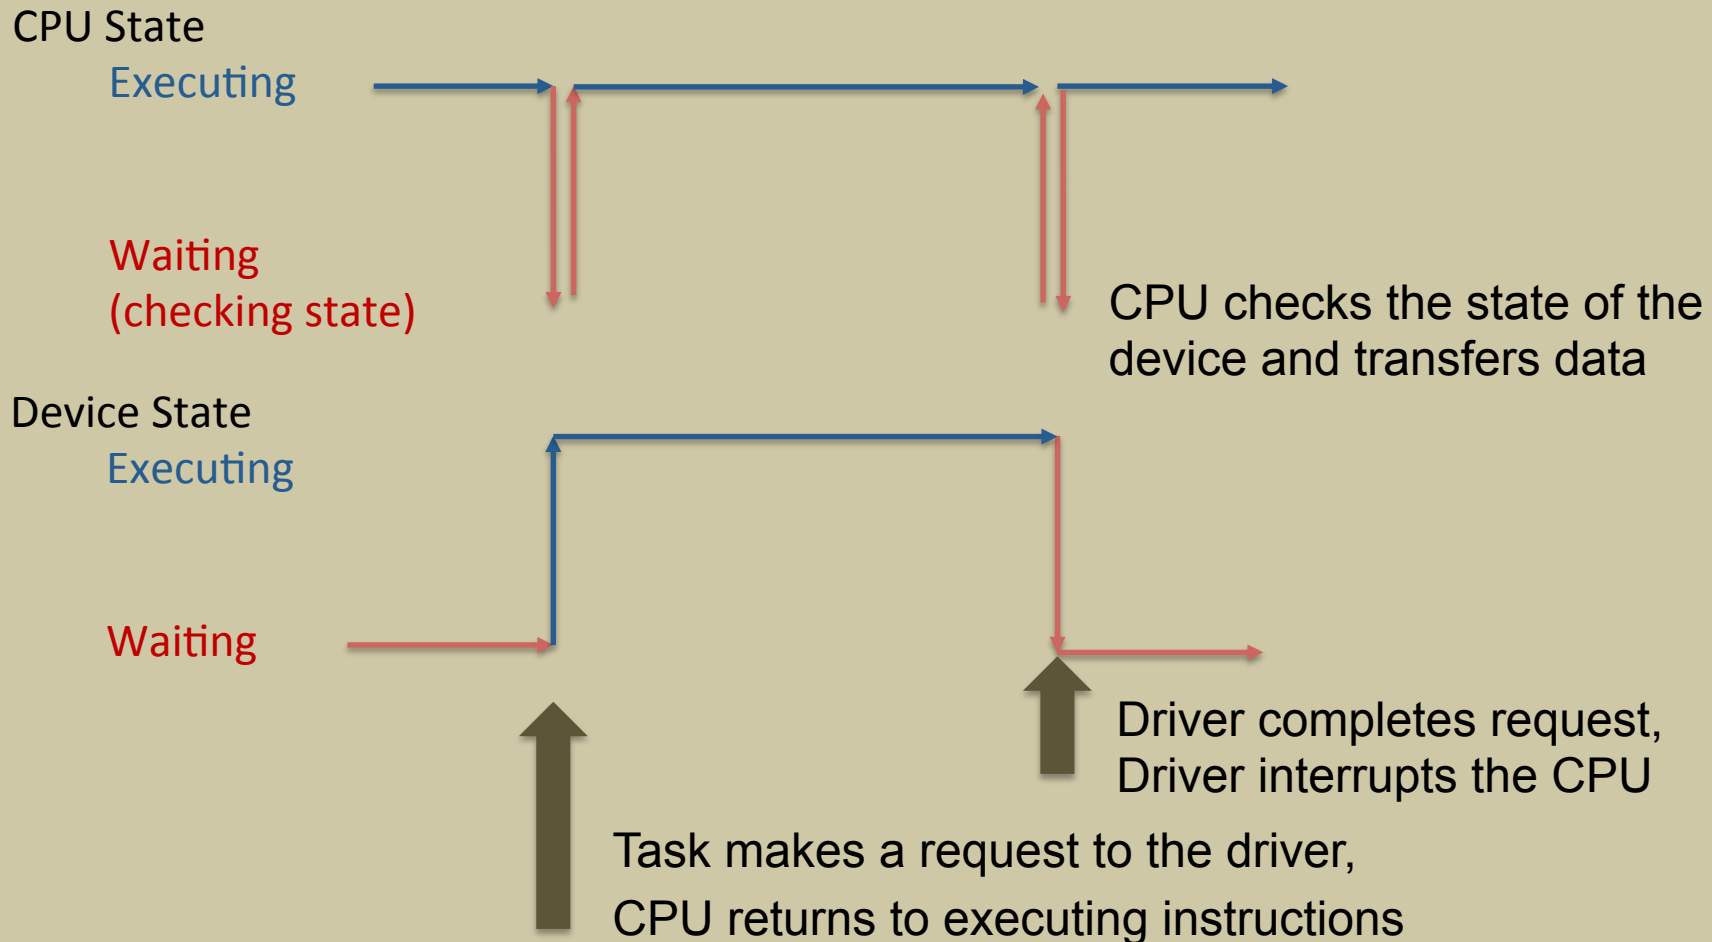 CPU State
Executing
Waiting
(checking state)
CPU checks the state of the
device and transfers data
Device State
Executing
Waiting
Driver completes request,
Driver interrupts the CPU
Task makes a request to the driver,
CPU returns to executing instructions